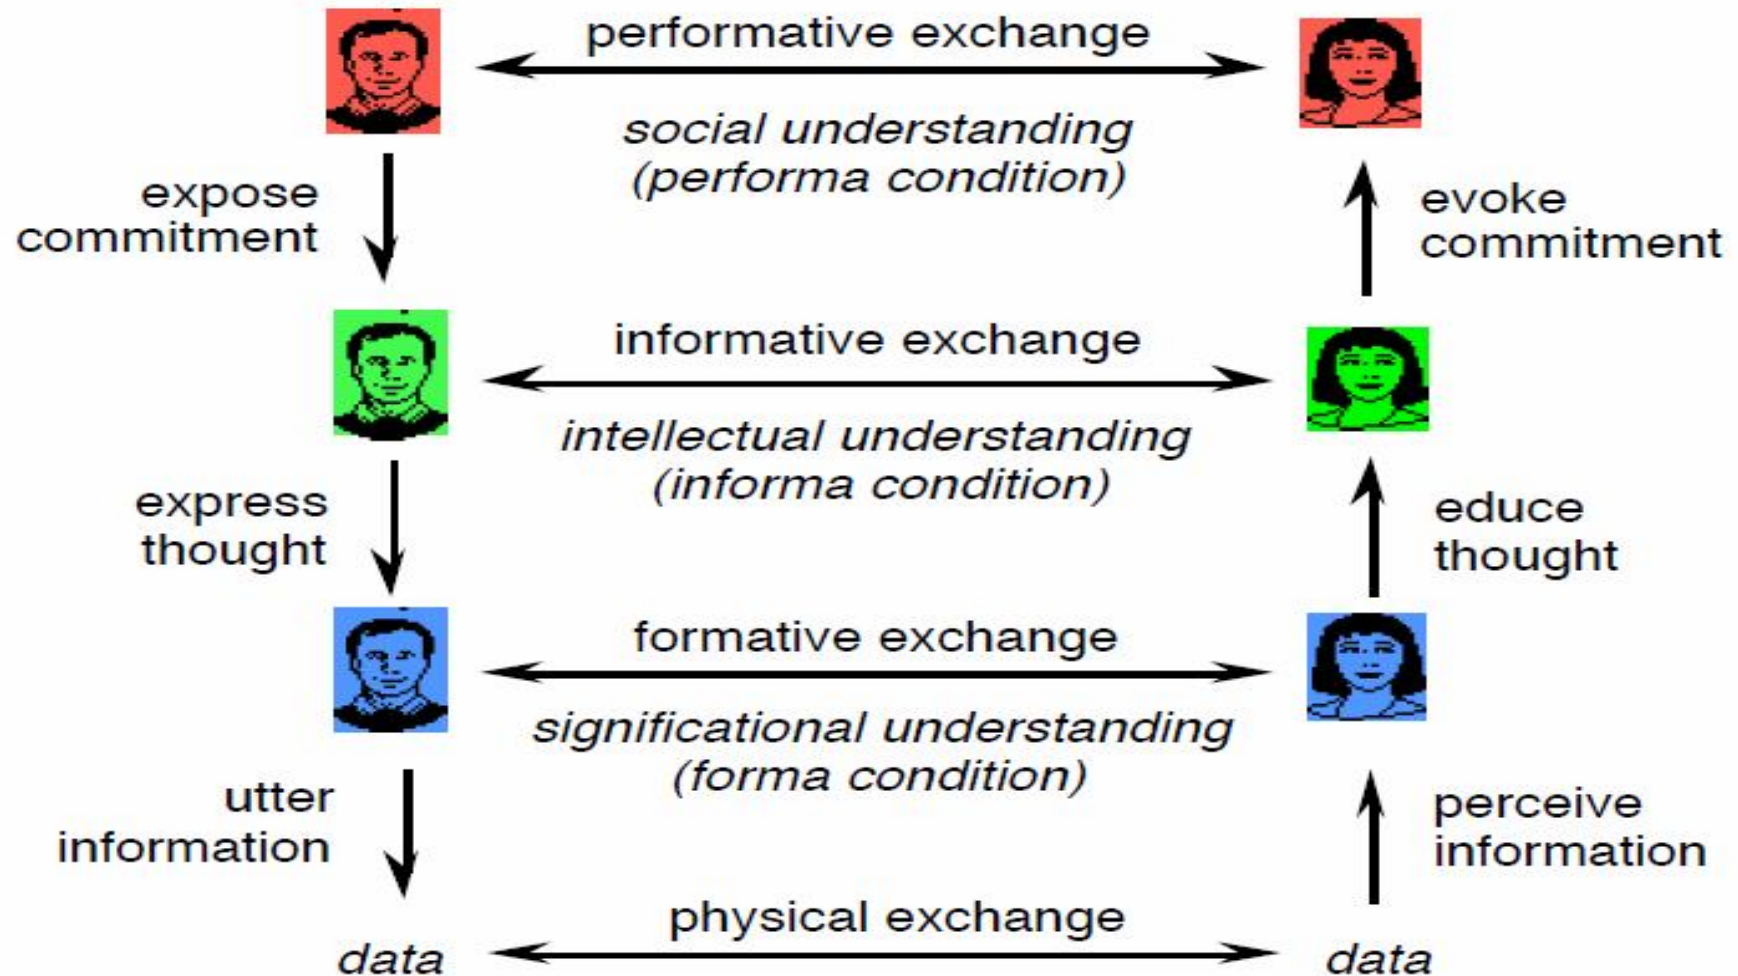 performative exchange
social understanding
(performa condition)
expose
commitment
evoke
commitment
informative exchange
intellectual understanding
(informa condition)
express
thought
educe
thought
formative exchange
significational understanding
(forma condition)
utter
information
perceive
information
physical exchange
data
data